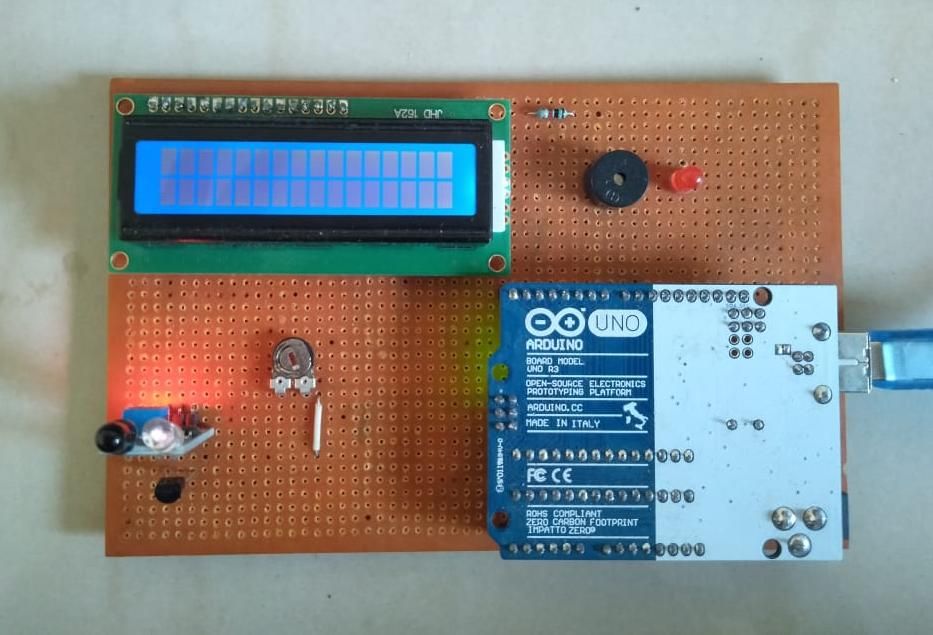 JHD 162A
UNO
ARDUINO
BOARD MODEL
UNO R3
OPEN-SOURCE ELECTRONICS
PROTOTYPING PLATFORM
ARDUINO.CC
MADE IN ITALY
FC CE
ROHS COMPLIANT
ZERO CARBON FOOTPRINT
IMPATTO ZERO®